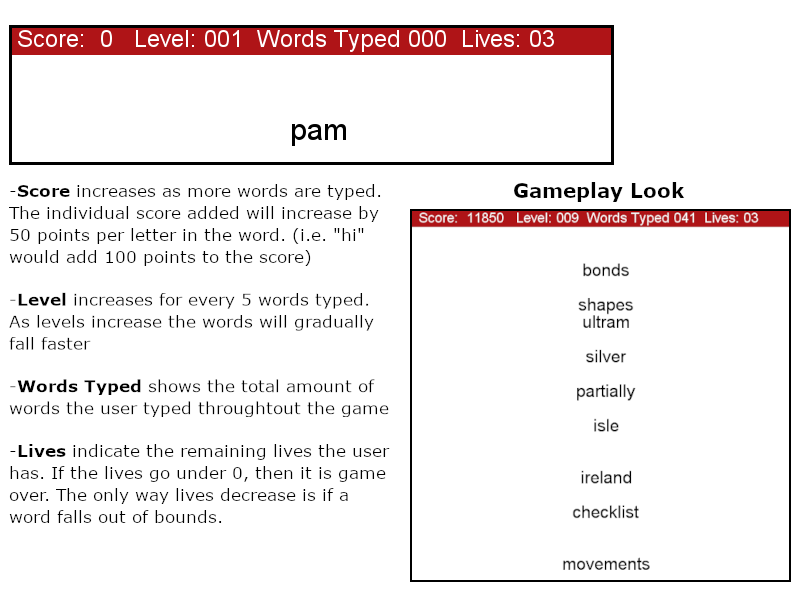 Score: 0 Level: 001 Words Typed 000 Lives: 03
pam
-Score increases as more words are typed.
The individual score added will increase by
50 points per letter in the word. (i.e. "hi"
would add 100 points to the score)
-Level increases for every 5 words typed.
As levels increase the words will gradually
fall faster
-Words Typed shows the total amount of
words the user typed throughtout the game
-Lives indicate the remaining lives the user
has. If the lives go under 0, then it is game
over. The only way lives decrease is if a
word falls out of bounds.
Gameplay Look
Score: 11850 Level: 009 Words Typed 041 Lives: 03
bonds
shapes
ultram
silver
partially
isle
ireland
checklist
movements